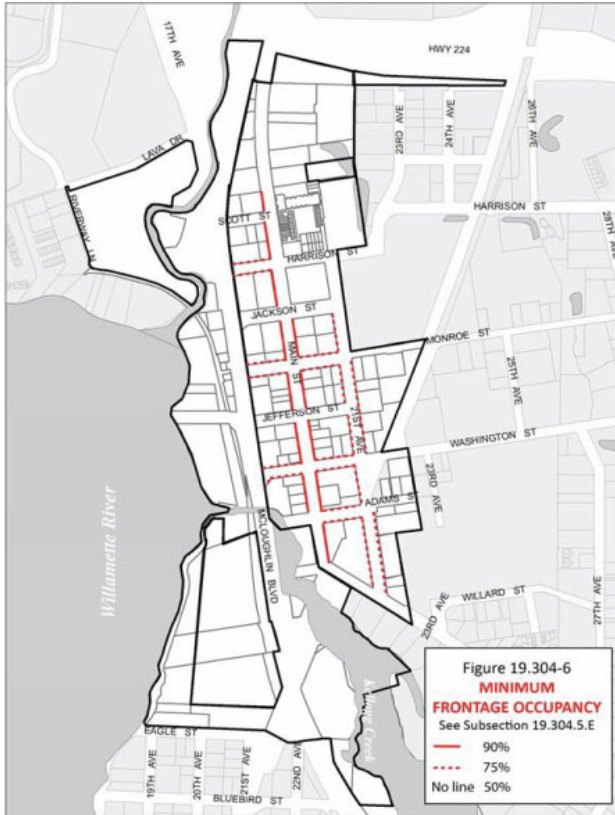 17TH AVE
HWY 224
23RD AVE
24TH AVE
26TH AVE
LAVA DR
RIVERWAY LN
SCOTT ST
HARRISON ST
HARRISON ST
28TH AVE
JACKSON ST
MAIN ST
MONROE ST
25TH AVE
JEFFERSON ST
21ST AVE
WASHINGTON ST
23RD AVE
ADAMS ST
Willamette River
MCLOUGHLIN BLVD
WILLARD ST
23RD AVE
27TH AVE
Kellogg Creek
EAGLE ST
19TH AVE
20TH AVE
21ST AVE
22ND AVE
BLUEBIRD ST
Figure 19.304-6
MINIMUM
FRONTAGE OCCUPANCY
See Subsection 19.304.5.E
90%
75%
No line 50%